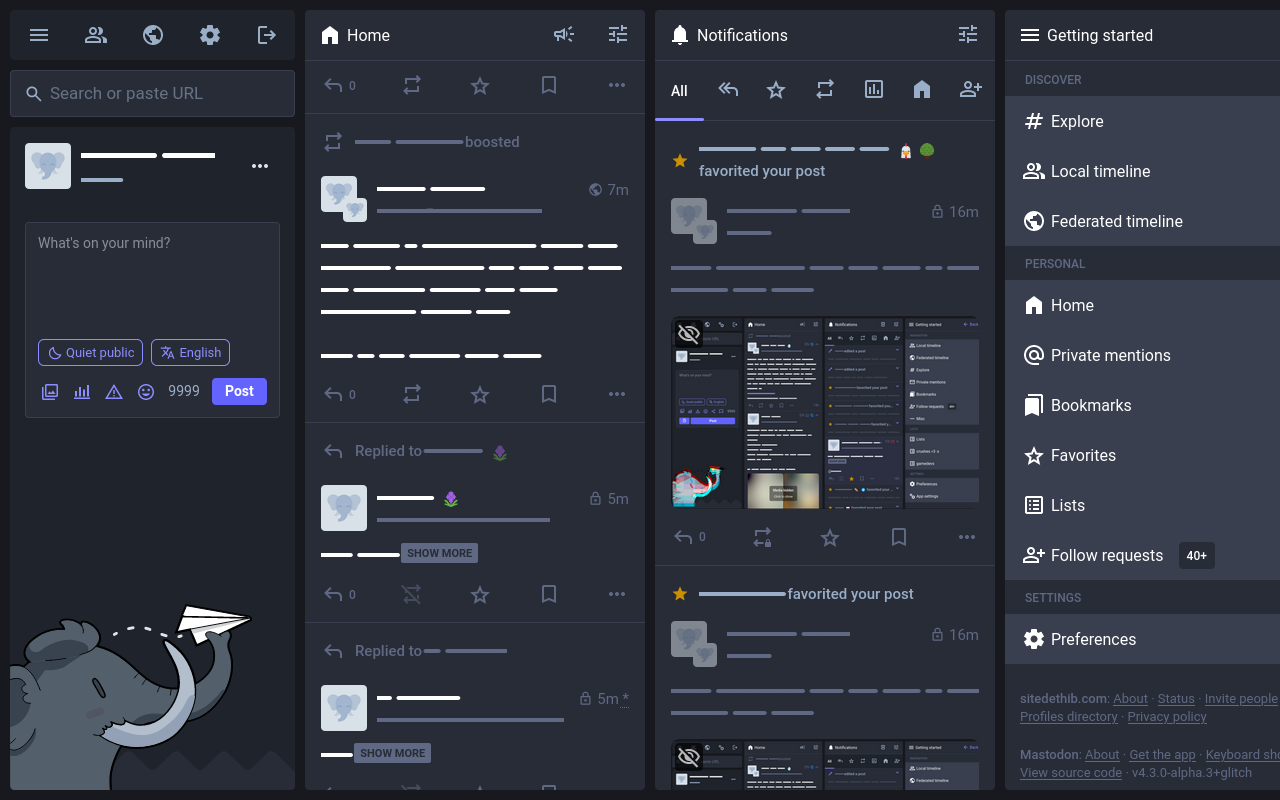 Search or paste URL
What's on your mind?
Quiet public
English
9999
Post
Home
0
boosted
7m
0
Replied to
5m
SHOW MORE
0
Replied to
5m *
SHOW MORE
Notifications
All
favorited your post
16m
0
favorited your post
16m
Getting started
DISCOVER
Explore
Local timeline
Federated timeline
PERSONAL
Home
Private mentions
Bookmarks
Favorites
Lists
Follow requests 40+
SETTINGS
Preferences
sitedethib.com: About · Status · Invite people
Profiles directory · Privacy policy
Mastodon: About · Get the app · Keyboard sho
View source code · v4.3.0-alpha.3+glitch